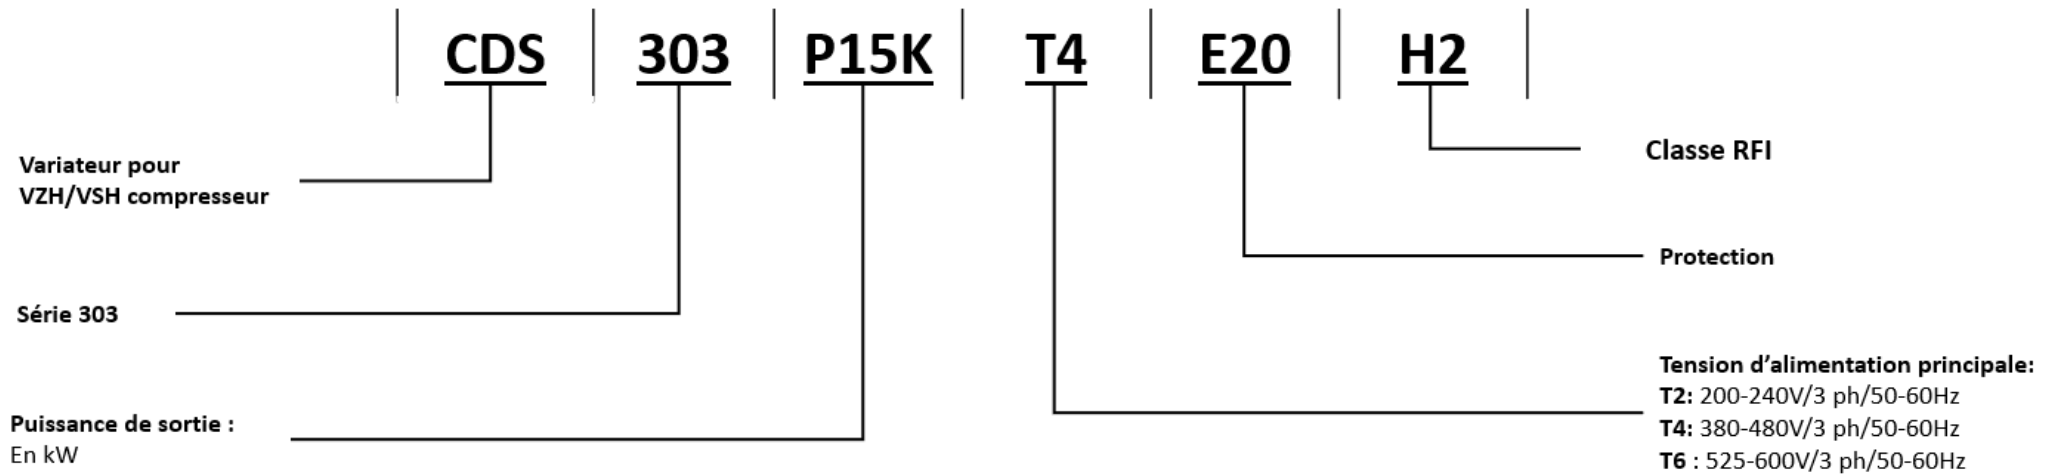 CDS 303 P15K T4 E20 H2
Variateur pour
VZH/VSH compresseur
Classe RFI
Protection
Série 303
Tension d’alimentation principale:
T2: 200-240V/3 ph/50-60Hz
T4: 380-480V/3 ph/50-60Hz
T6 : 525-600V/3 ph/50-60Hz
Puissance de sortie :
En kW